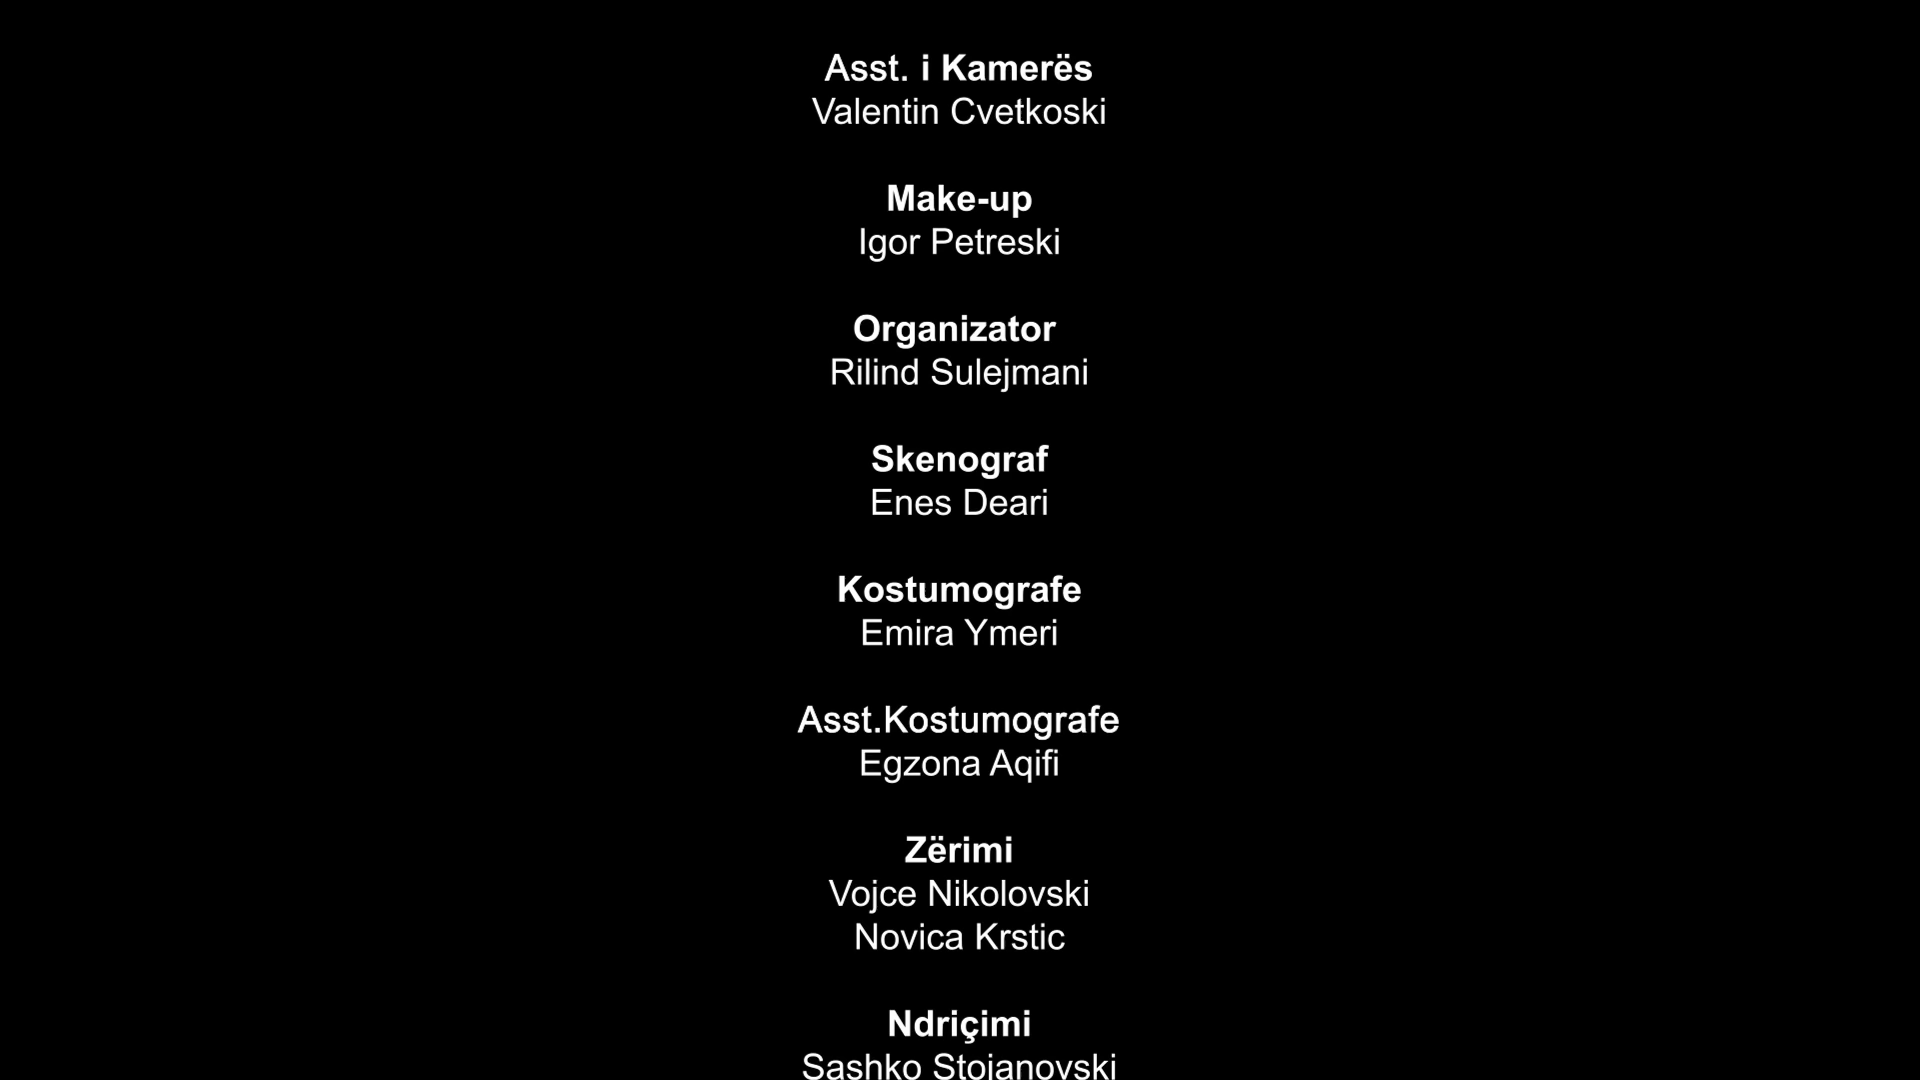 Asst. i Kamerës
Valentin Cvetkoski
Make-up
Igor Petreski
Organizator
Rilind Sulejmani
Skenograf
Enes Deari
Kostumografe
Emira Ymeri
Asst.Kostumografe
Egzona Aqifi
Zërimi
Vojce Nikolovski
Novica Krstic
Ndriçimi
Sashko Stojanovski